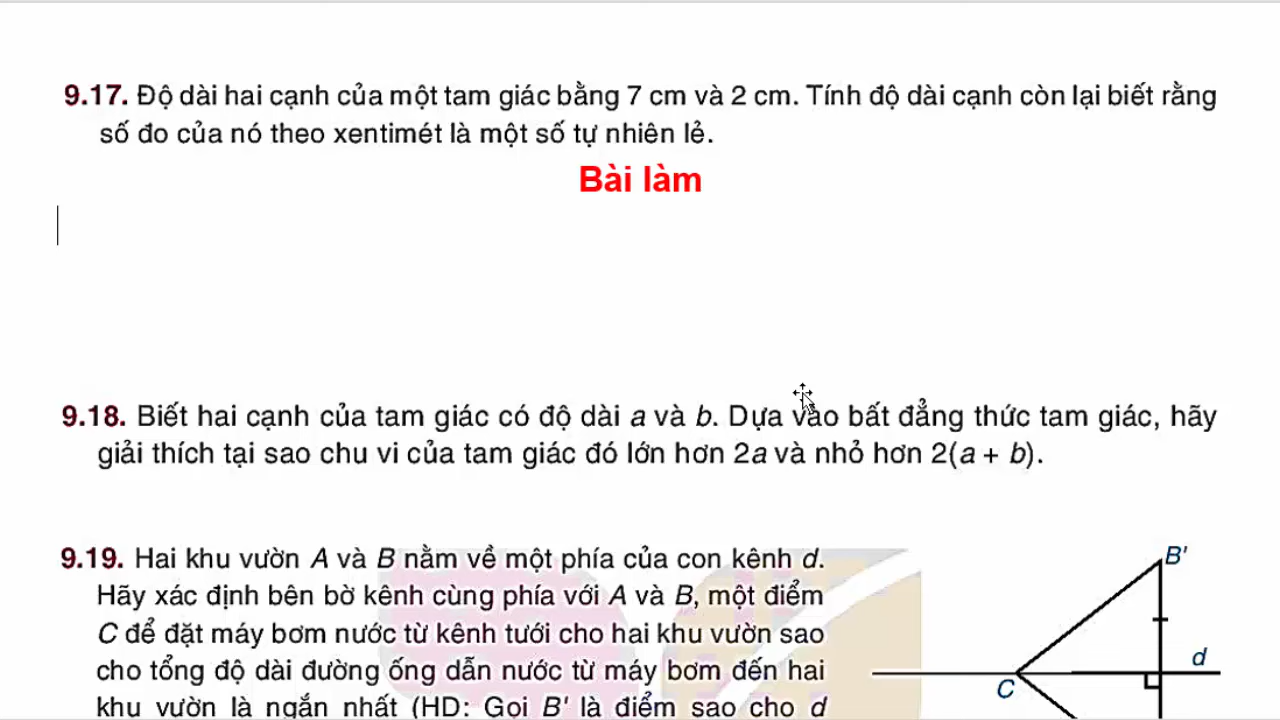 9.17. Độ dài hai cạnh của một tam giác bằng 7 cm và 2 cm. Tính độ dài cạnh còn lại biết rằng
số đo của nó theo xentimét là một số tự nhiên lẻ.
Bài làm
9.18. Biết hai cạnh của tam giác có độ dài a và b. Dựa vào bất đẳng thức tam giác, hãy
giải thích tại sao chu vi của tam giác đó lớn hơn 2a và nhỏ hơn 2(a + b).
9.19. Hai khu vườn A và B nằm về một phía của con kênh d.
Hãy xác định bên bờ kênh cùng phía với A và B, một điểm
C để đặt máy bơm nước từ kênh tưới cho hai khu vườn sao
cho tổng độ dài đường ống dẫn nước từ máy bơm đến hai
khu vườn là ngắn nhất (HD: Gọi B' là điểm sao cho d
B'
d
C